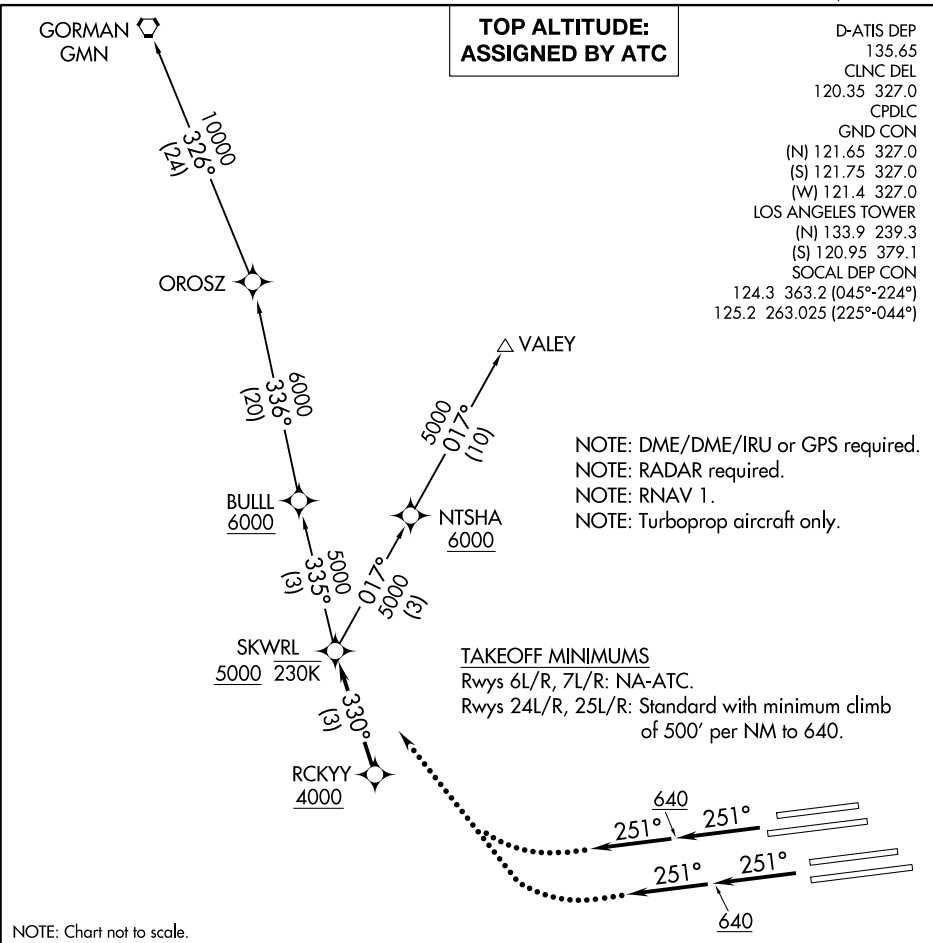 TOP ALTITUDE:
ASSIGNED BY ATC
D-ATIS DEP
135.65
CLNC DEL
120.35 327.0
CPDLC
GND CON
(N) 121.65 327.0
(S) 121.75 327.0
(W) 121.4 327.0
LOS ANGELES TOWER
(N) 133.9 239.3
(S) 120.95 379.1
SOCAL DEP CON
124.3 363.2 (045°-224°)
125.2 263.025 (225°-044°)
GORMAN
GMN
10000
326°
(24)
OROSZ
6000
336°
(20)
VALEY
5000
017°
(10)
NOTE: DME/DME/IRU or GPS required.
NOTE: RADAR required.
NOTE: RNAV 1.
NOTE: Turboprop aircraft only.
BULLL
6000
NTSHA
6000
5000
335°
(3)
017°
5000
(3)
SKWRL
5000 230K
330°
(3)
RCKYY
4000
TAKEOFF MINIMUMS
Rwys 6L/R, 7L/R: NA-ATC.
Rwys 24L/R, 25L/R: Standard with minimum climb
of 500' per NM to 640.
640
251° 251°
251° 251°
640
NOTE: Chart not to scale.